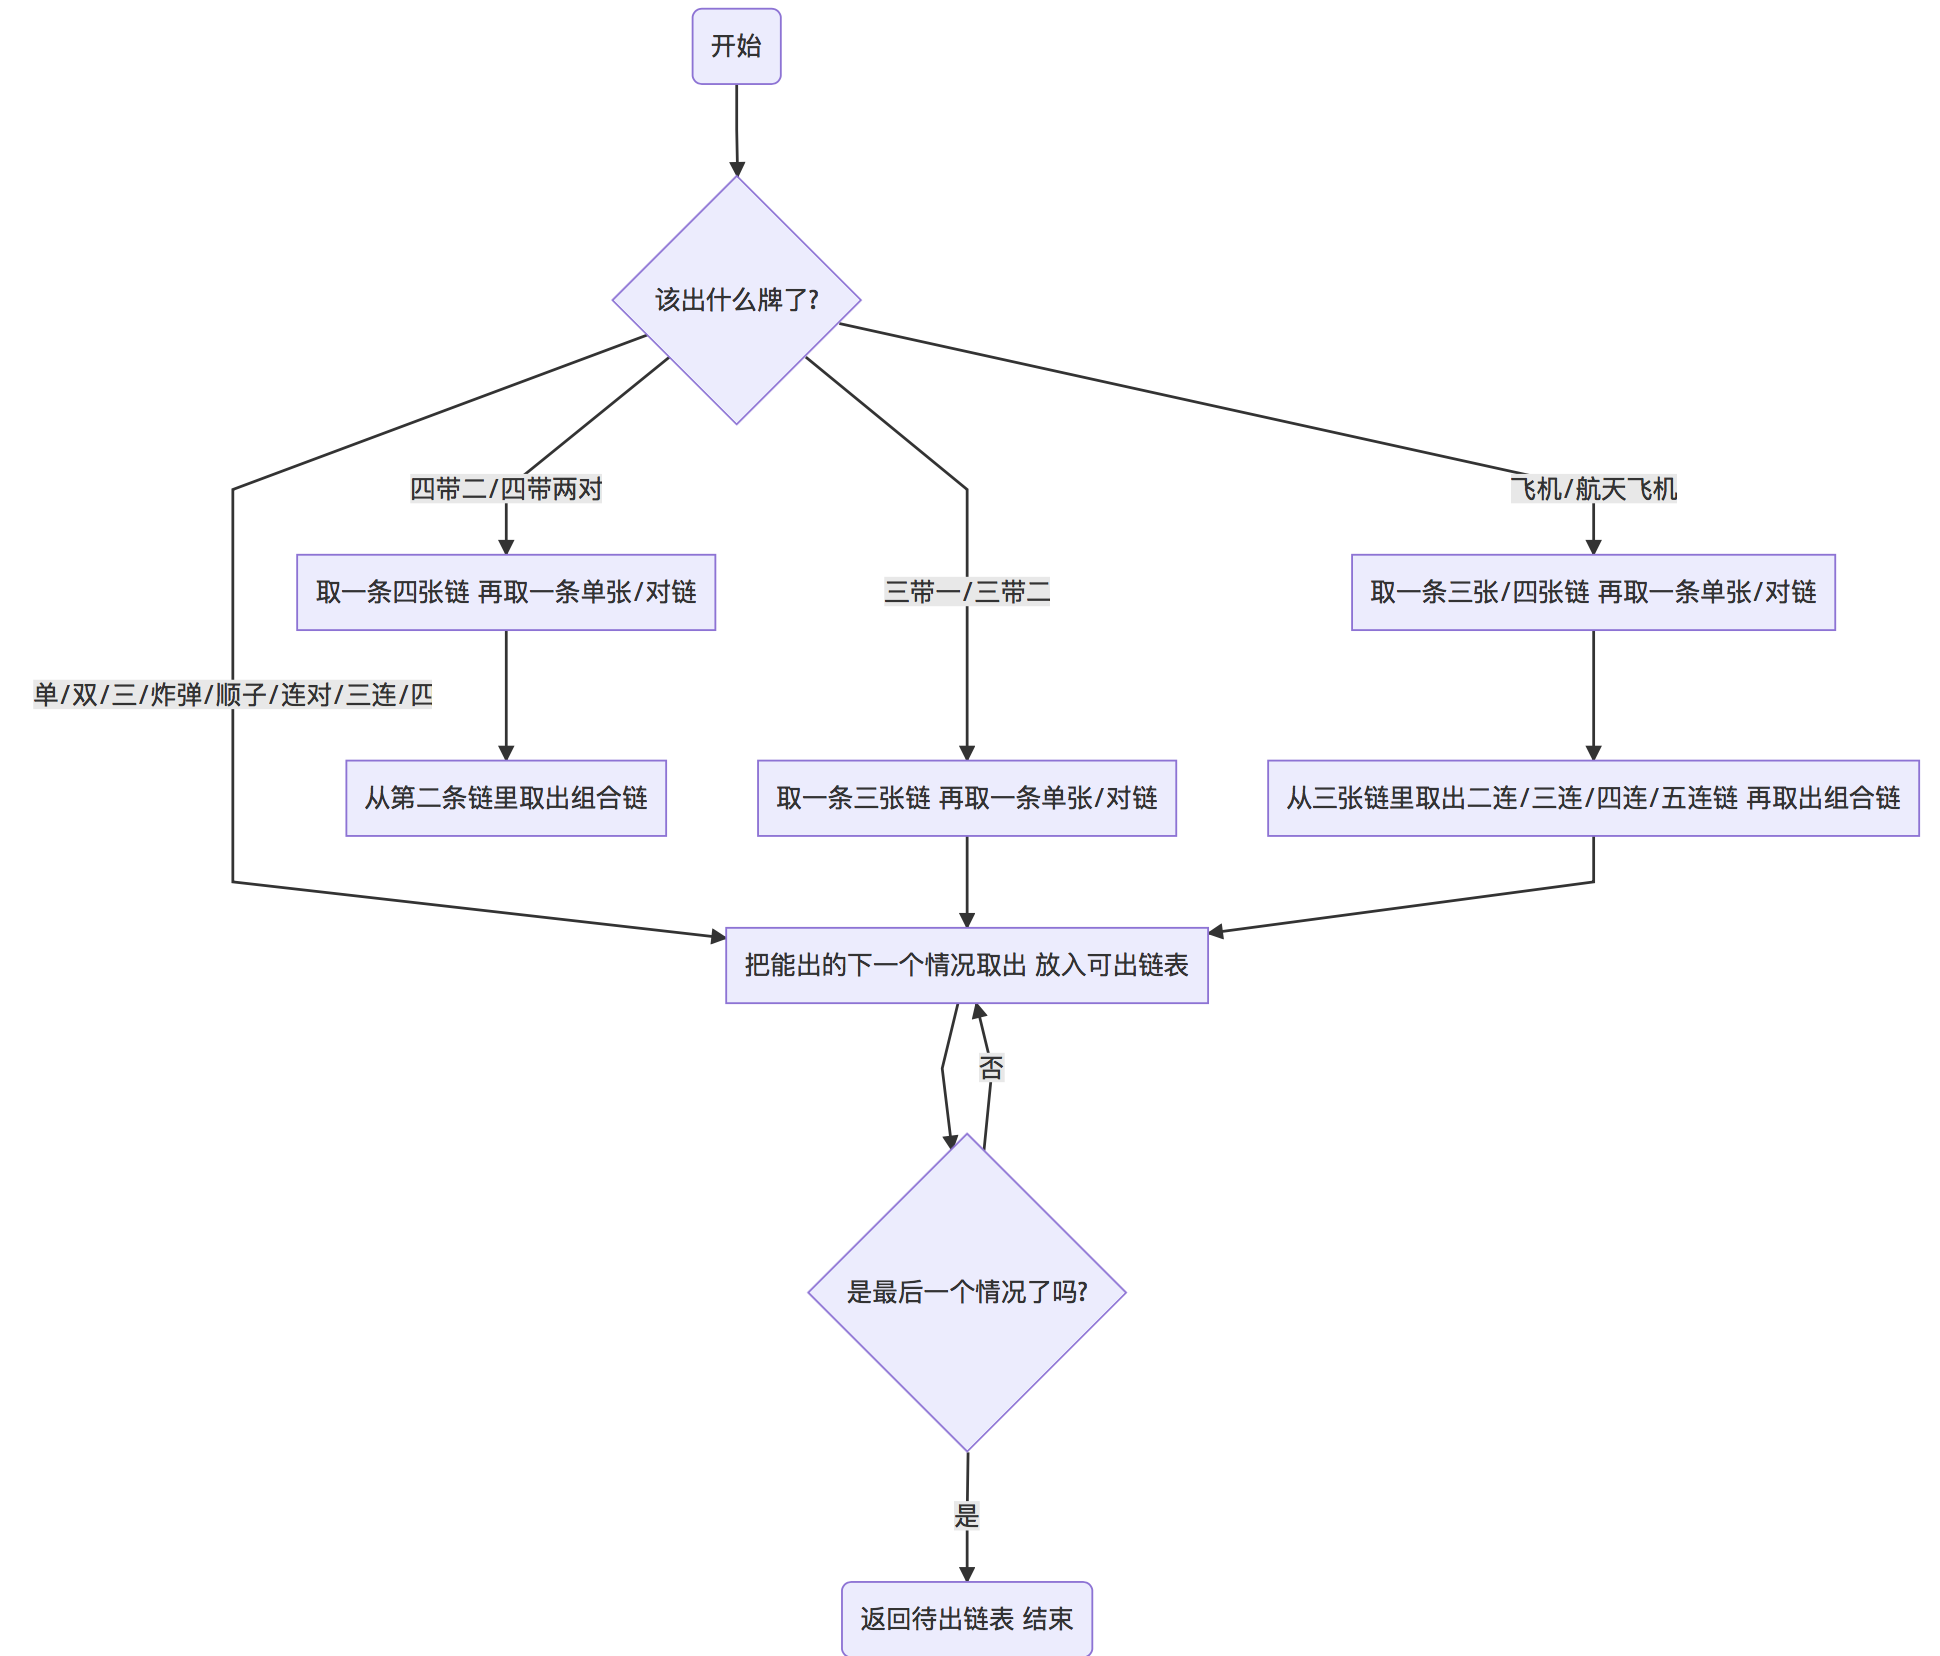 开始
该出什么牌了?
四带二/四带两对
飞机/航天飞机
取一条四张链 再取一条单张/对链
三带一/三带二
取一条三张/四张链 再取一条单张/对链
单/双/三/炸弹/顺子/连对/三连/四
从第二条链里取出组合链
取一条三张链 再取一条单张/对链
从三张链里取出二连/三连/四连/五连链 再取出组合链
把能出的下一个情况取出 放入可出链表
否
是最后一个情况了吗?
是
返回待出链表 结束